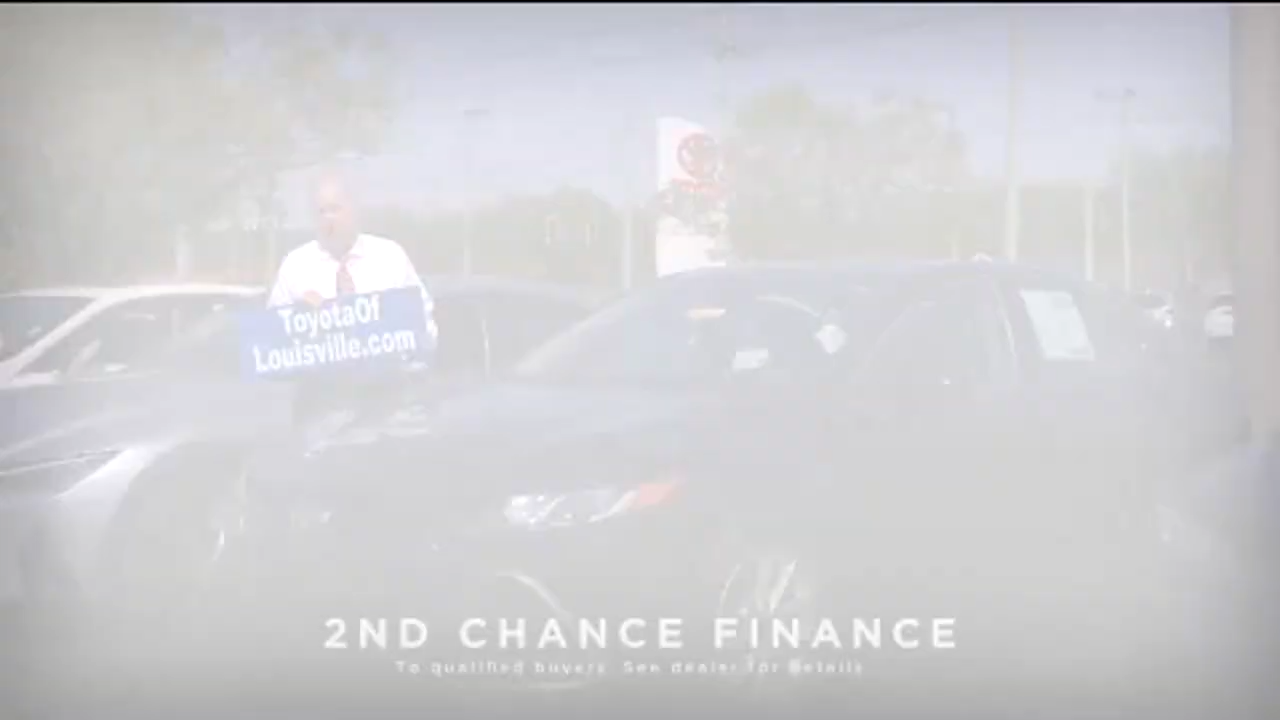 ToyotaOf
Louisville.com
2ND CHANCE FINANCE
To qualified buyers. See dealer for details.